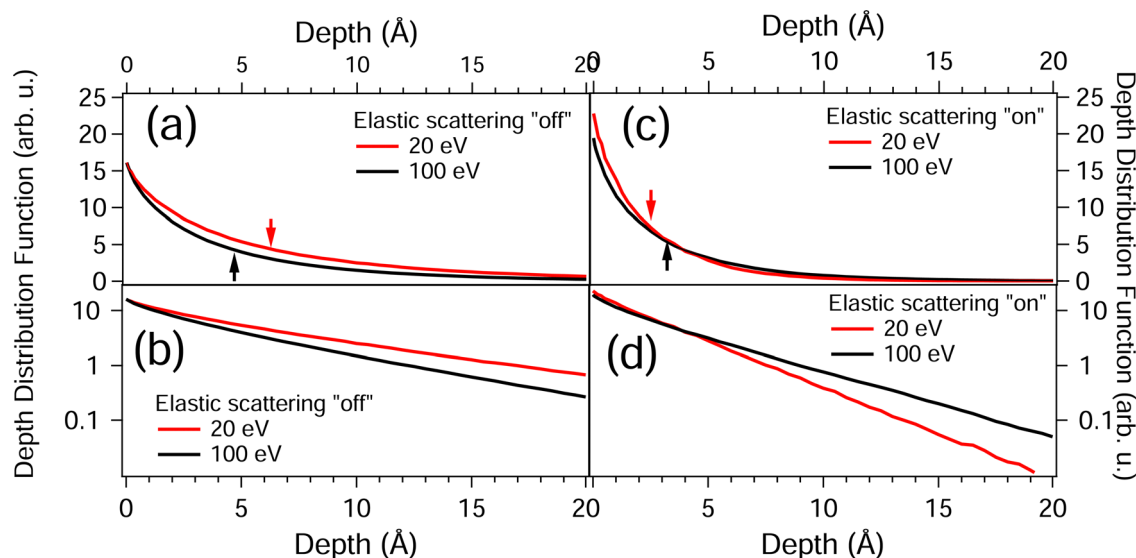 Depth (Å)
Depth (Å)
0 5 10 15 20
0 5 10 15 20
Depth Distribution Function (arb. u.)
25
20
15
10
5
0
(a)
Elastic scattering "off"
20 eV
100 eV
(c)
Elastic scattering "on"
20 eV
100 eV
25
20
15
10
5
0
Depth Distribution Function (arb. u.)
10
1
0.1
(b)
Elastic scattering "off"
20 eV
100 eV
(d)
Elastic scattering "on"
20 eV
100 eV
10
1
0.1
0 5 10 15 20
5 10 15 20
Depth (Å)
Depth (Å)